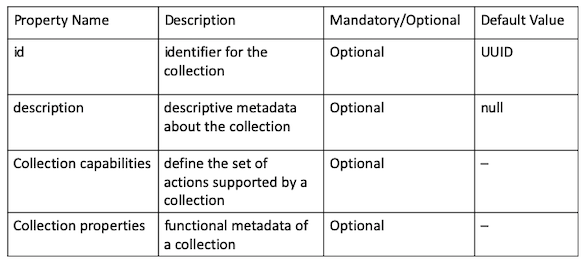 Property Name Description Mandatory/Optional Default Value
id identifier for the Optional UUID
collection
description descriptive metadata Optional null
about the collection
Collection capabilities define the set of Optional –
actions supported by a
collection
Collection properties functional metadata of Optional –
a collection